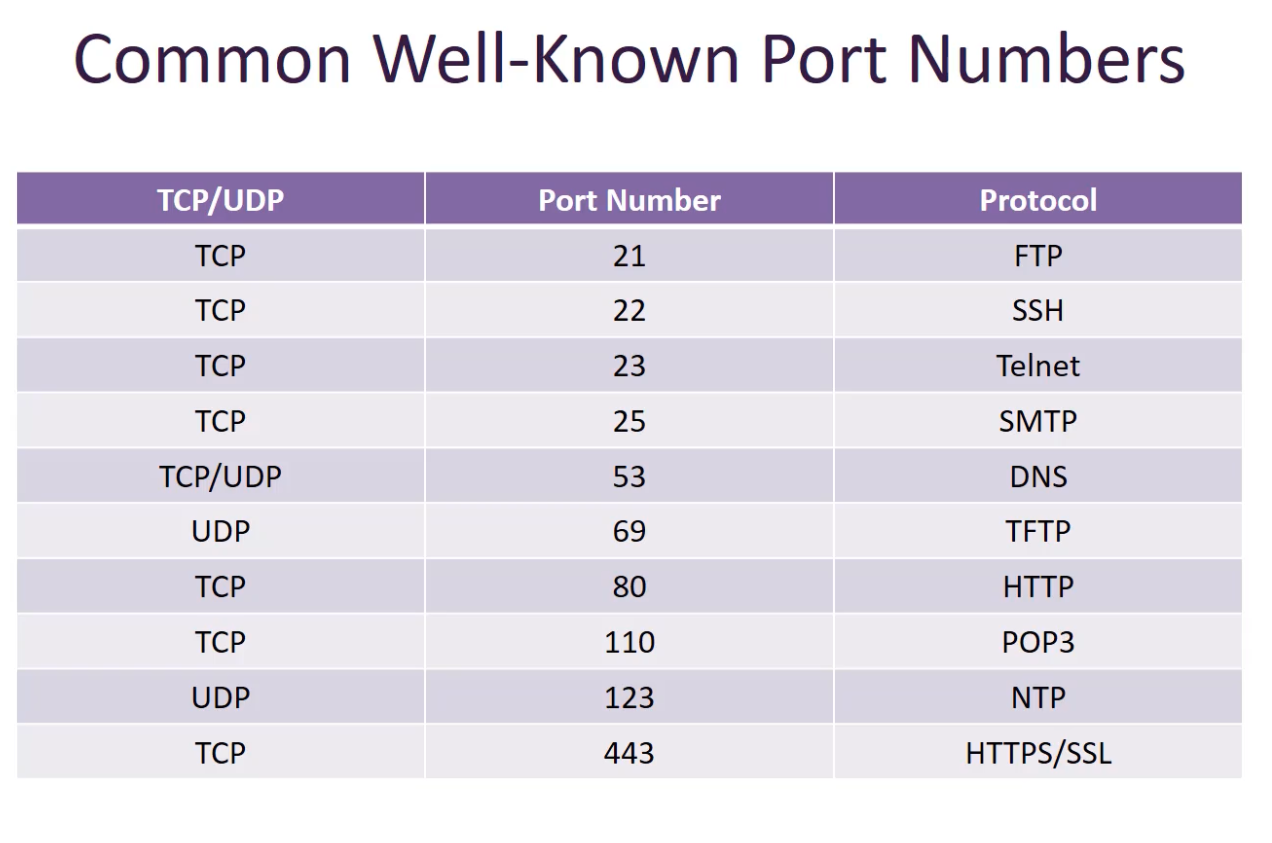 Common Well-Known Port Numbers
TCP/UDP Port Number Protocol
TCP 21 FTP
TCP 22 SSH
TCP 23 Telnet
TCP 25 SMTP
TCP/UDP 53 DNS
UDP 69 TFTP
TCP 80 HTTP
TCP 110 POP3
UDP 123 NTP
TCP 443 HTTPS/SSL